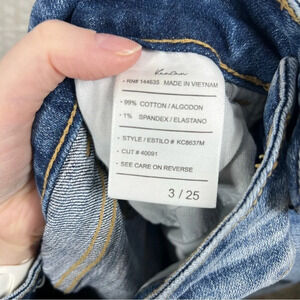 KanCan
• RN# 144635 MADE IN VIETNAM
• 99% COTTON / ALGODON
• 1% SPANDEX / ELASTANO
• STYLE / ESTILO # KC8637M
• CUT # 40091
• SEE CARE ON REVERSE
3 / 25